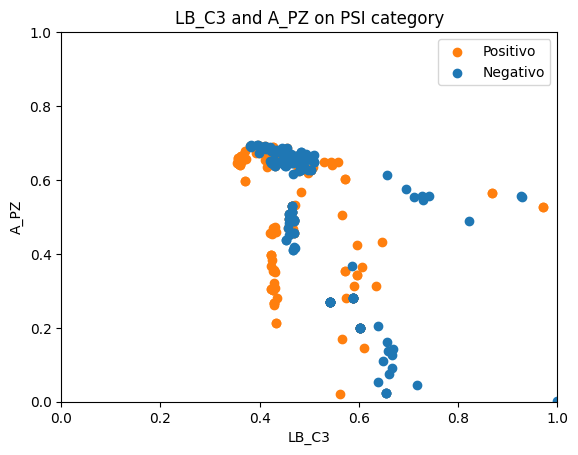 LB_C3 and A_PZ on PSI category
Positivo
Negativo
A_PZ
1.0
0.8
0.6
0.4
0.2
0.0
0.0 0.2 0.4 0.6 0.8 1.0
LB_C3